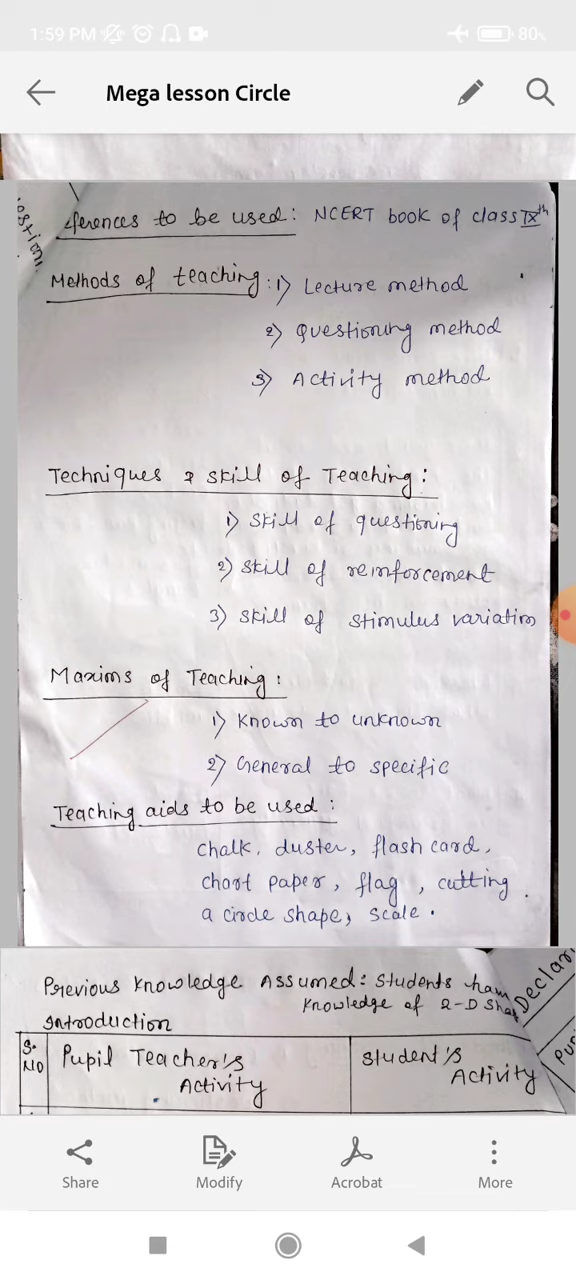 1:59 PM
80%
Mega lesson Circle
ferences to be used: NCERT book of class IXth
Methods of teaching: 1) Lecture method
2) Questioning method
3) Activity method
Techniques & skill of Teaching:
1) skill of questioning
2) skill of reinforcement
3) skill of stimulus variation
Maxims of Teaching:
1) Known to unknown
2) General to specific
Teaching aids to be used:
chalk, duster, flash card,
chart paper, flag, cutting
a circle shape, scale.
Previous Knowledge Assumed: Students
Knowledge of 2-D
Introduction
S. No
Pupil Teacher's
Activity
Student's
Activity
Declar
Share
Modify
Acrobat
More